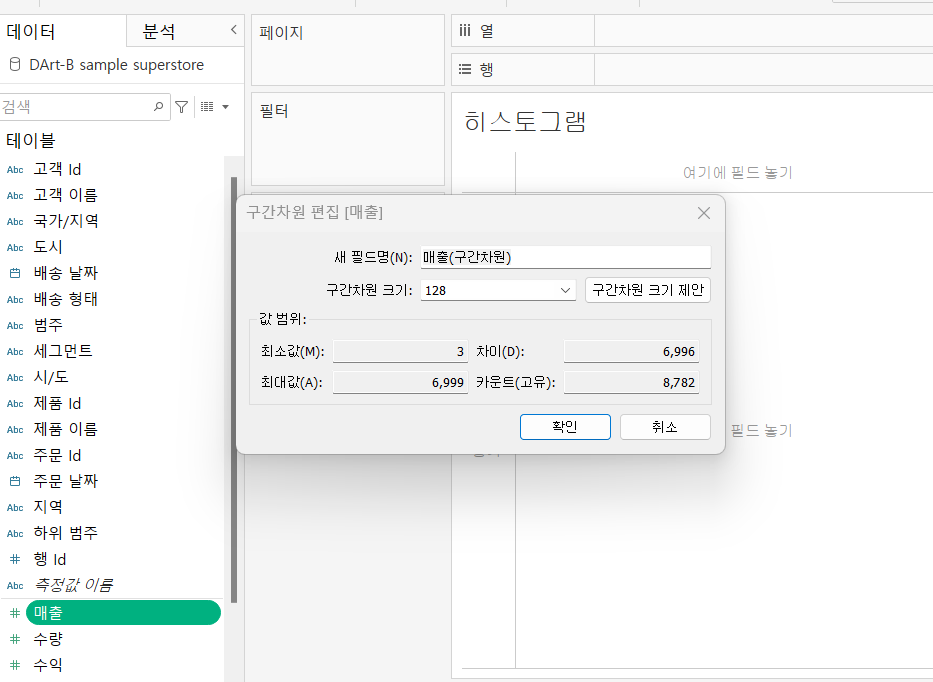 데이터
분석
DArt-B sample superstore
검색
테이블
Abc 고객 Id
Abc 고객 이름
Abc 국가/지역
Abc 도시
배송 날짜
Abc 배송 형태
Abc 범주
Abc 세그먼트
Abc 시/도
Abc 제품 Id
Abc 제품 이름
Abc 주문 Id
주문 날짜
Abc 지역
Abc 하위 범주
# 행 Id
Abc 측정값 이름
# 매출
# 수량
# 수익
페이지
필터
열
행
히스토그램
여기에 필드 놓기
구간차원 편집 [매출]
새 필드명(N): 매출(구간차원)
구간차원 크기: 128 구간차원 크기 제안
값 범위:
최소값(M): 3 차이(D): 6,996
최대값(A): 6,999 카운트(고유): 8,782
확인 취소
필드 놓기